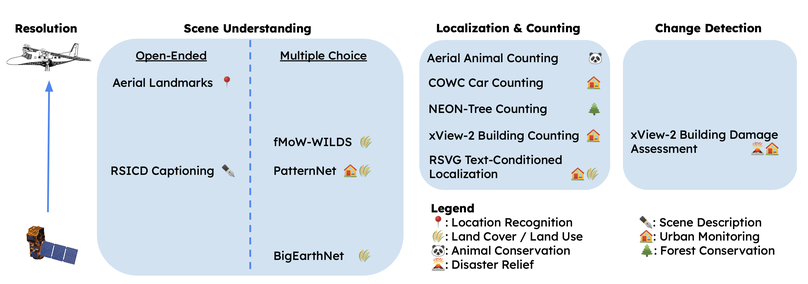 Resolution
Scene Understanding
Localization & Counting
Change Detection
Open-Ended
Multiple Choice
Aerial Landmarks
fMoW-WILDS
RSICD Captioning
PatternNet
BigEarthNet
Aerial Animal Counting
COWC Car Counting
NEON-Tree Counting
xView-2 Building Counting
RSVG Text-Conditioned
Localization
xView-2 Building Damage
Assessment
Legend
: Location Recognition
: Land Cover / Land Use
: Animal Conservation
: Disaster Relief
: Scene Description
: Urban Monitoring
: Forest Conservation